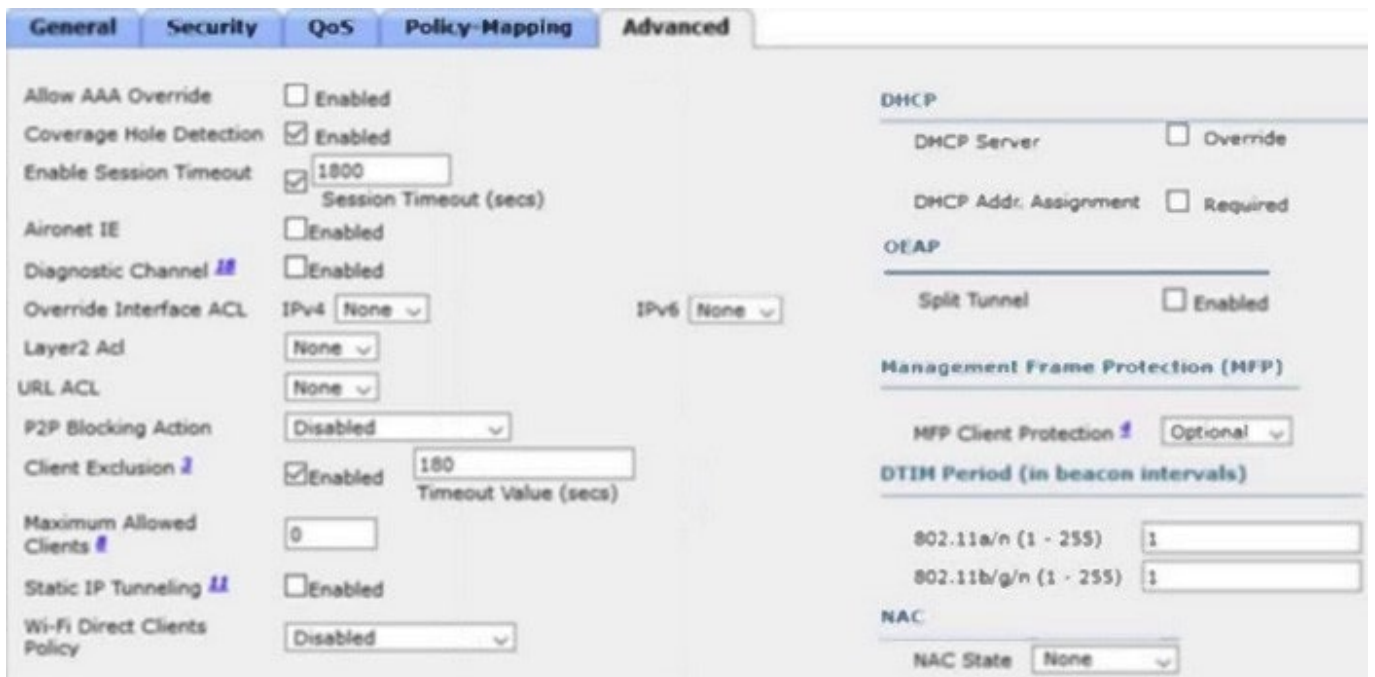 General Security QoS Policy-Mapping Advanced
Allow AAA Override Enabled
Coverage Hole Detection Enabled
Enable Session Timeout 1800
Session Timeout (secs)
Aironet IE Enabled
Diagnostic Channel 18 Enabled
Override Interface ACL IPv4 None IPv6 None
Layer2 Acl None
URL ACL None
P2P Blocking Action Disabled
Client Exclusion 3 Enabled 180
Timeout Value (secs)
Maximum Allowed
Clients 8 0
Static IP Tunneling 11 Enabled
Wi-Fi Direct Clients
Policy Disabled
DHCP
DHCP Server Override
DHCP Addr. Assignment Required
OEAP
Split Tunnel Enabled
Management Frame Protection (MFP)
MFP Client Protection 4 Optional
DTIM Period (in beacon intervals)
802.11a/n (1 - 255) 1
802.11b/g/n (1 - 255) 1
NAC
NAC State None